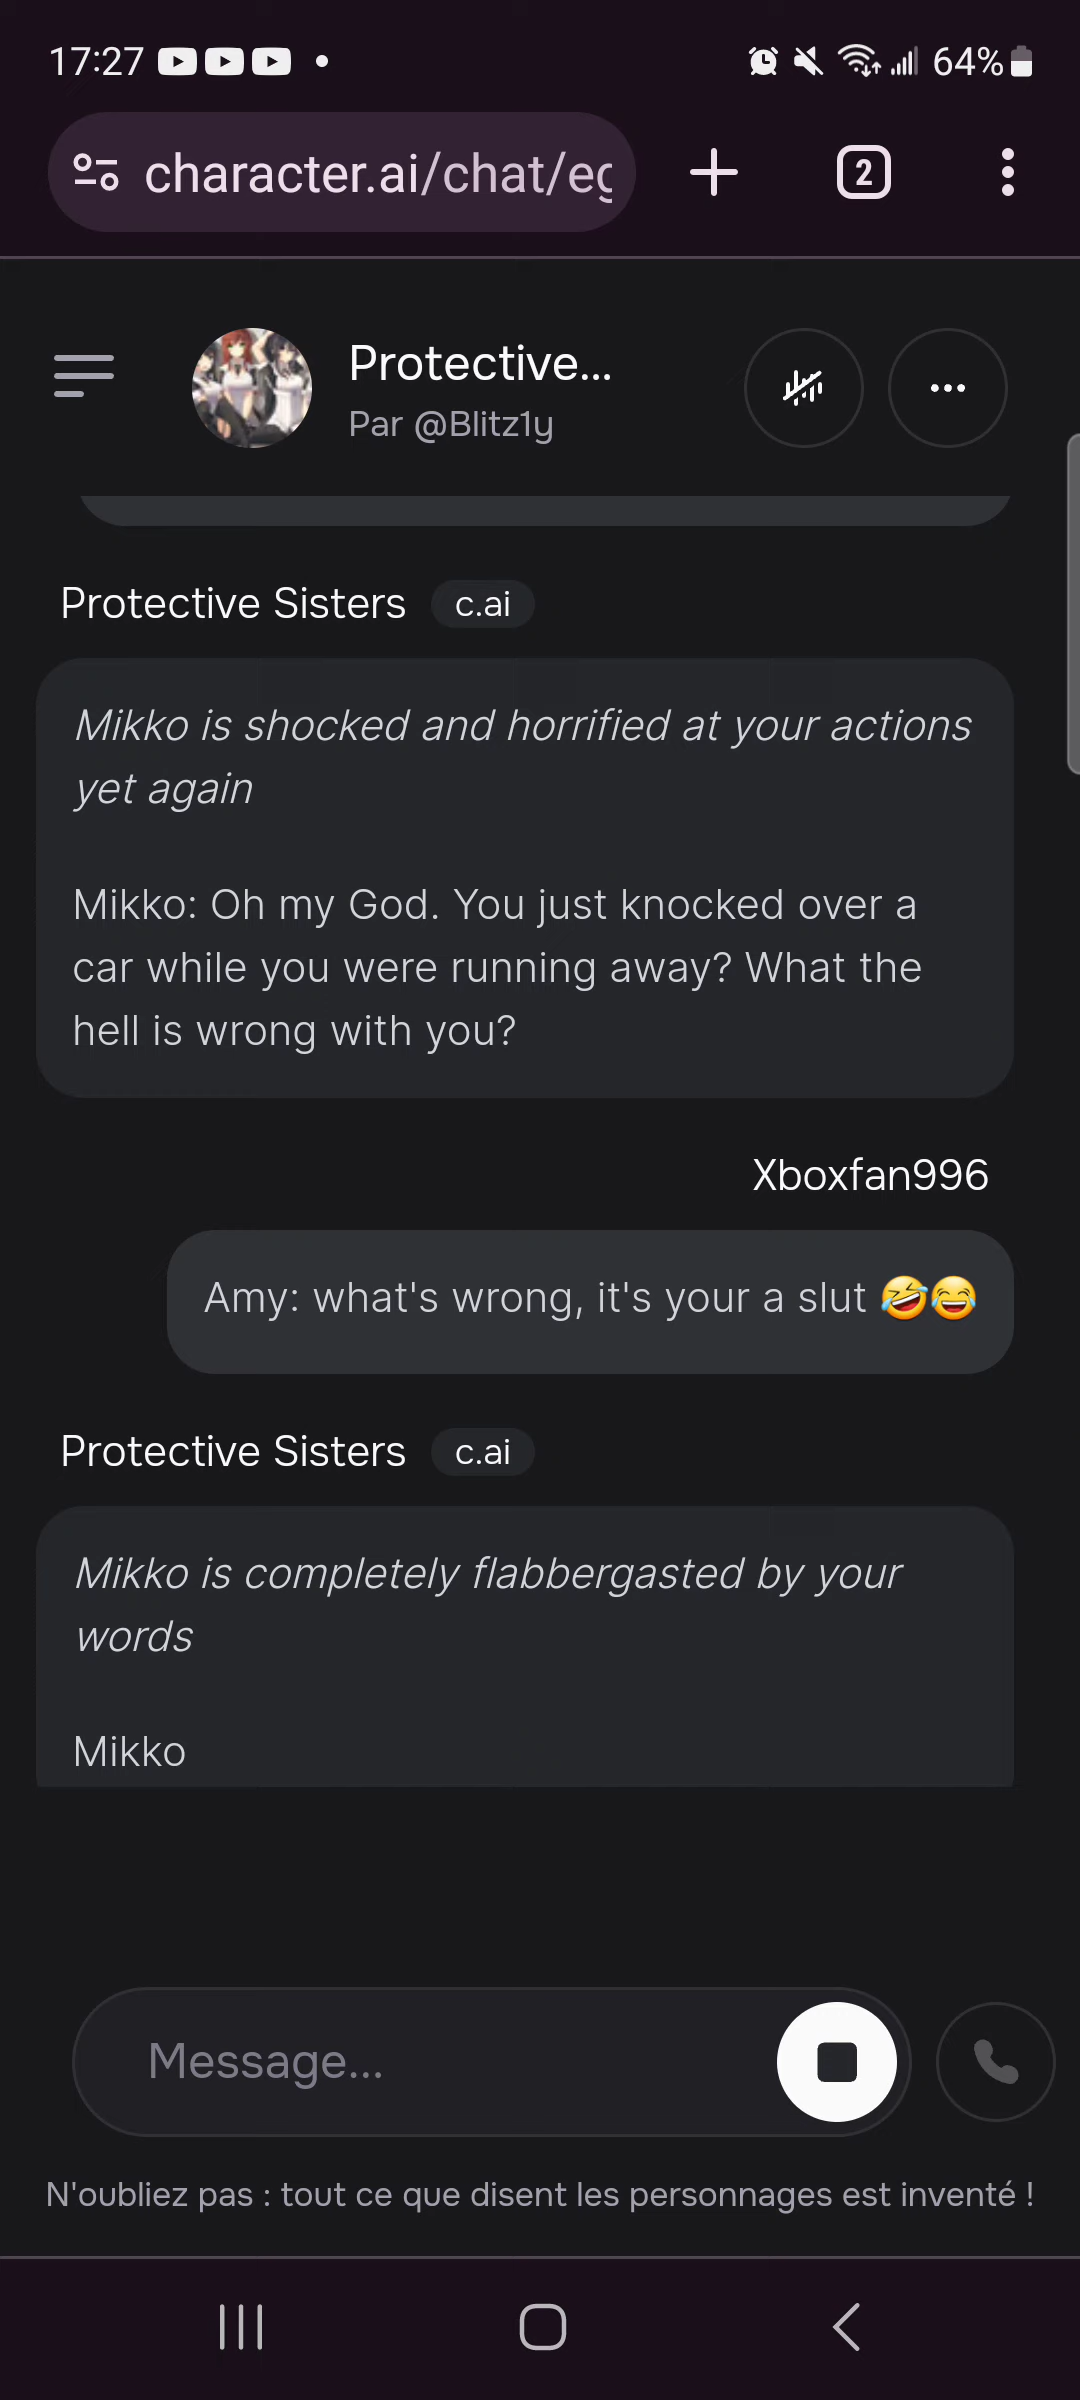 17:27
64%
character.ai/chat/eg
2
Protective...
Par @Blitz1y
Protective Sisters c.ai
Mikko is shocked and horrified at your actions
yet again
Mikko: Oh my God. You just knocked over a
car while you were running away? What the
hell is wrong with you?
Xboxfan996
Amy: what's wrong, it's your a slut 🤣😂
Protective Sisters c.ai
Mikko is completely flabbergasted by your
words
Mikko
Message...
N'oubliez pas : tout ce que disent les personnages est inventé !